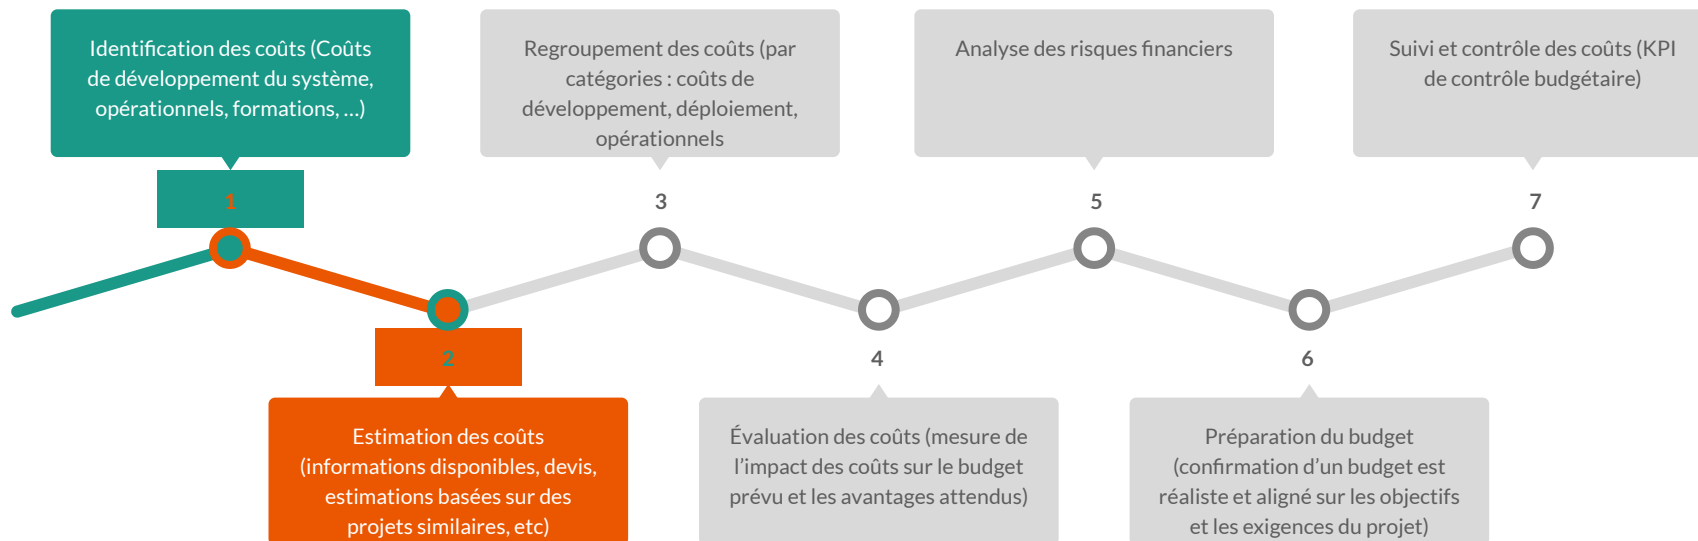 Identification des coûts (Coûts
de développement du système,
opérationnels, formations, ...)
1
Estimation des coûts
(informations disponibles, devis,
estimations basées sur des
projets similaires, etc)
2
Regroupement des coûts (par
catégories : coûts de
développement, déploiement,
opérationnels
3
Évaluation des coûts (mesure de
l’impact des coûts sur le budget
prévu et les avantages attendus)
4
Analyse des risques financiers
5
Préparation du budget
(confirmation d’un budget est
réaliste et aligné sur les objectifs
et les exigences du projet)
6
Suivi et contrôle des coûts (KPI
de contrôle budgétaire)
7